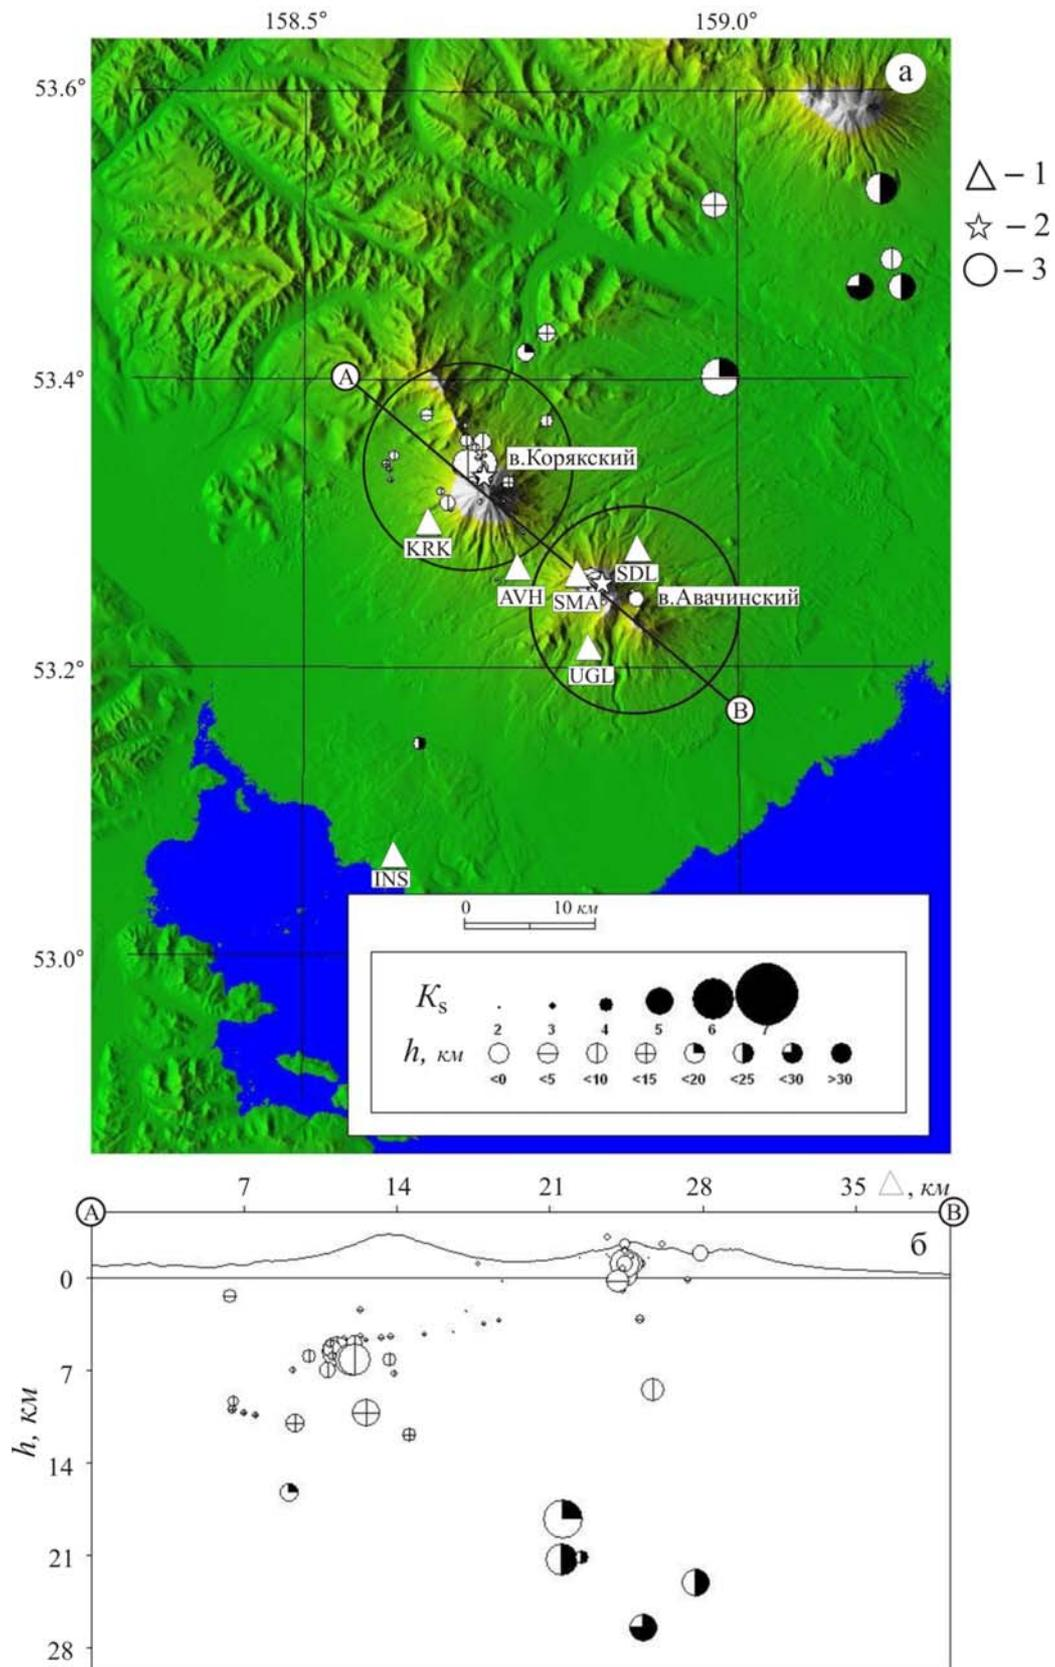 158.5° 159.0°
53.6°
а
△ – 1
☆ – 2
○ – 3
53.4°
A
в.Корякский
KRK
SDL
AVH
SMA
в.Авачинский
UGL
53.2°
B
INS
0 10 км
53.0°
Ks
2 3 4 5 6 7
h, км
<0 <5 <10 <15 <20 <25 <30 >30
7 14 21 28 35 △, км
A B
б
0
7
h, км
14
21
28